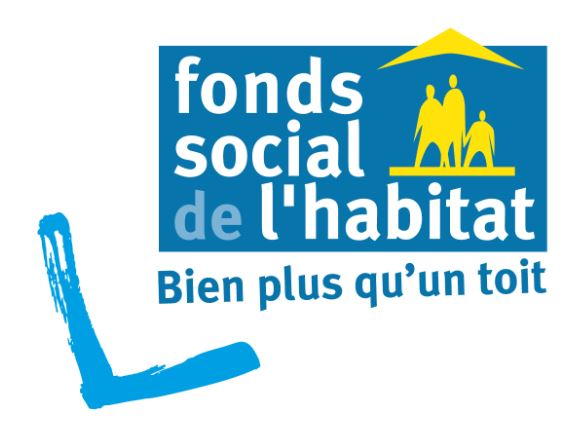 fonds
social
de l'habitat
Bien plus qu’un toit